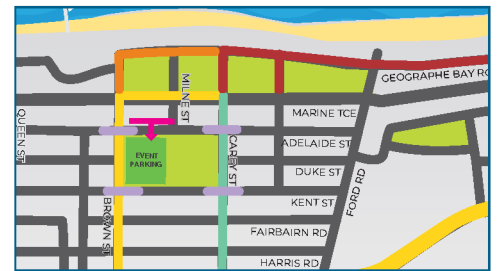 GEOGRAPHE BAY R
MILNE ST
QUEEN ST
MARINE TCE
CAREY ST
ADELAIDE ST
EVENT
PARKING
DUKE ST
KENT ST
FORD RD
BROWN ST
FAIRBAIRN RD
HARRIS RD